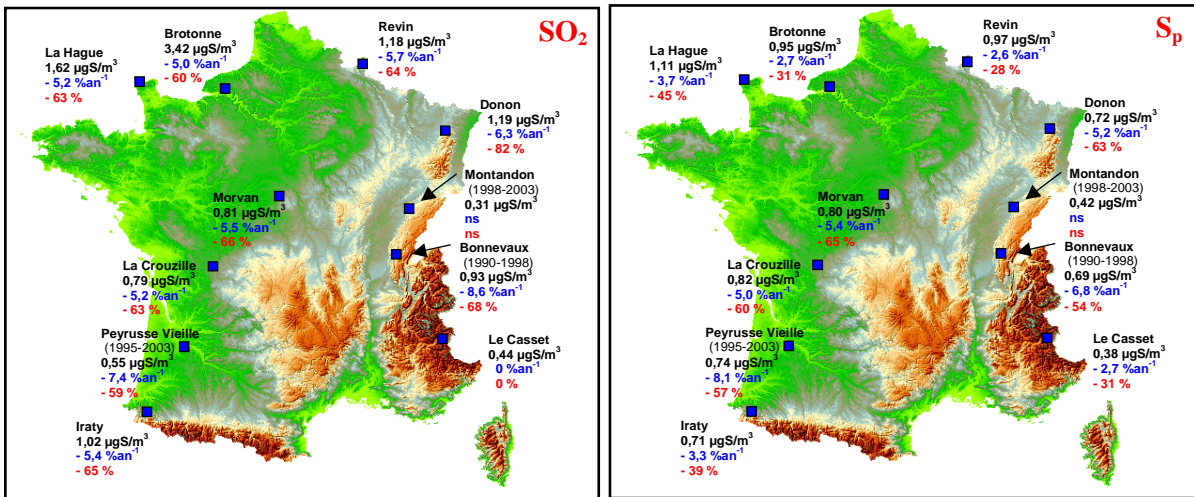 SO₂
La Hague
1,62 µgS/m³
- 5,2 %an⁻¹
- 63 %
Brotonne
3,42 µgS/m³
- 5,0 %an⁻¹
- 60 %
Revin
1,18 µgS/m³
- 5,7 %an⁻¹
- 64 %
Donon
1,19 µgS/m³
- 6,3 %an⁻¹
- 82 %
Montandon
(1998-2003)
0,31 µgS/m³
ns
ns
Morvan
0,81 µgS/m³
- 5,5 %an⁻¹
- 66 %
Bonnevaux
(1990-1998)
0,93 µgS/m³
- 8,6 %an⁻¹
- 68 %
La Crouzille
0,79 µgS/m³
- 5,2 %an⁻¹
- 63 %
Peyrusse Vieille
(1995-2003)
0,55 µgS/m³
- 7,4 %an⁻¹
- 59 %
Le Casset
0,44 µgS/m³
0 %an⁻¹
0 %
Iraty
1,02 µgS/m³
- 5,4 %an⁻¹
- 65 %
Sₚ
La Hague
1,11 µgS/m³
- 3,7 %an⁻¹
- 45 %
Brotonne
0,95 µgS/m³
- 2,7 %an⁻¹
- 31 %
Revin
0,97 µgS/m³
- 2,6 %an⁻¹
- 28 %
Donon
0,72 µgS/m³
- 5,2 %an⁻¹
- 63 %
Montandon
(1998-2003)
0,42 µgS/m³
ns
ns
Morvan
0,80 µgS/m³
- 5,4 %an⁻¹
- 65 %
Bonnevaux
(1990-1998)
0,69 µgS/m³
- 6,8 %an⁻¹
- 54 %
La Crouzille
0,82 µgS/m³
- 5,0 %an⁻¹
- 60 %
Peyrusse Vieille
(1995-2003)
0,74 µgS/m³
- 8,1 %an⁻¹
- 57 %
Le Casset
0,38 µgS/m³
- 2,7 %an⁻¹
- 31 %
Iraty
0,71 µgS/m³
- 3,3 %an⁻¹
- 39 %